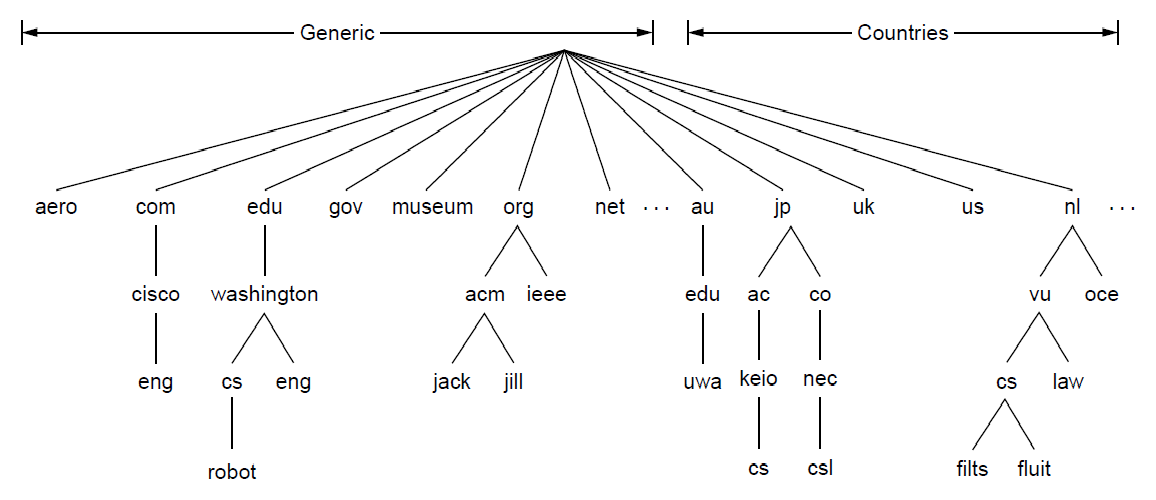 Generic Countries
aero com edu gov museum org net ... au jp uk us nl ...
cisco washington acm ieee edu ac co vu oce
eng cs eng jack jill uwa keio nec cs law
robot cs csl filts fluit